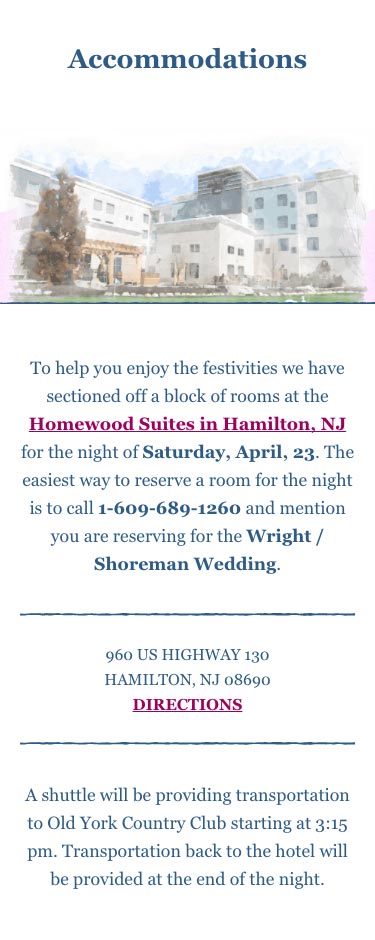 Accommodations
To help you enjoy the festivities we have
sectioned off a block of rooms at the
Homewood Suites in Hamilton, NJ
for the night of Saturday, April, 23. The
easiest way to reserve a room for the night
is to call 1-609-689-1260 and mention
you are reserving for the Wright /
Shoreman Wedding.
960 US HIGHWAY 130
HAMILTON, NJ 08690
DIRECTIONS
A shuttle will be providing transportation
to Old York Country Club starting at 3:15
pm. Transportation back to the hotel will
be provided at the end of the night.